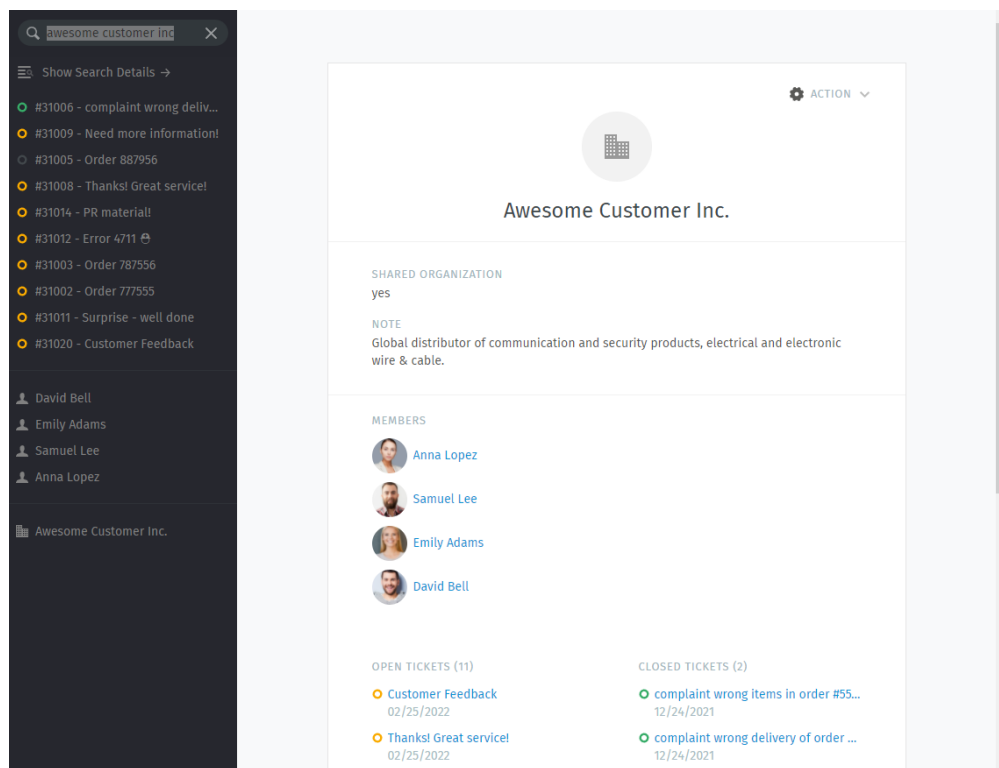 awesome customer inc
Show Search Details →
#31006 - complaint wrong deliv...
#31009 - Need more information!
#31005 - Order 887956
#31008 - Thanks! Great service!
#31014 - PR material!
#31012 - Error 4711 ⛑
#31003 - Order 787556
#31002 - Order 777555
#31011 - Surprise - well done
#31020 - Customer Feedback
David Bell
Emily Adams
Samuel Lee
Anna Lopez
Awesome Customer Inc.
ACTION
Awesome Customer Inc.
SHARED ORGANIZATION
yes
NOTE
Global distributor of communication and security products, electrical and electronic
wire & cable.
MEMBERS
Anna Lopez
Samuel Lee
Emily Adams
David Bell
OPEN TICKETS (11)
Customer Feedback
02/25/2022
Thanks! Great service!
02/25/2022
CLOSED TICKETS (2)
complaint wrong items in order #55...
12/24/2021
complaint wrong delivery of order ...
12/24/2021